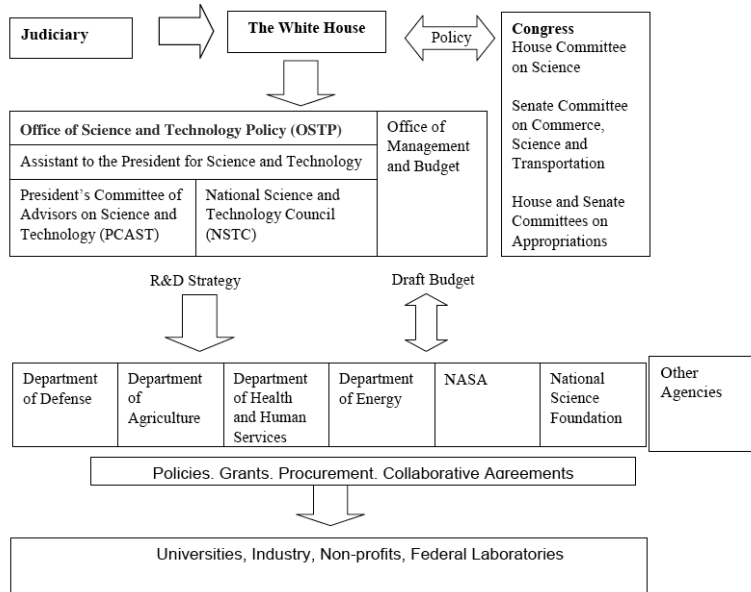 Judiciary
The White House
Policy
Congress
House Committee
on Science
Senate Committee
on Commerce,
Science and
Transportation
House and Senate
Committees on
Appropriations
Office of Science and Technology Policy (OSTP)
Assistant to the President for Science and Technology
President's Committee of
Advisors on Science and
Technology (PCAST)
National Science and
Technology Council
(NSTC)
Office of
Management
and Budget
R&D Strategy
Draft Budget
Department
of Defense
Department
of
Agriculture
Department
of Health
and Human
Services
Department
of Energy
NASA
National
Science
Foundation
Other
Agencies
Policies. Grants. Procurement. Collaborative Agreements
Universities, Industry, Non-profits, Federal Laboratories